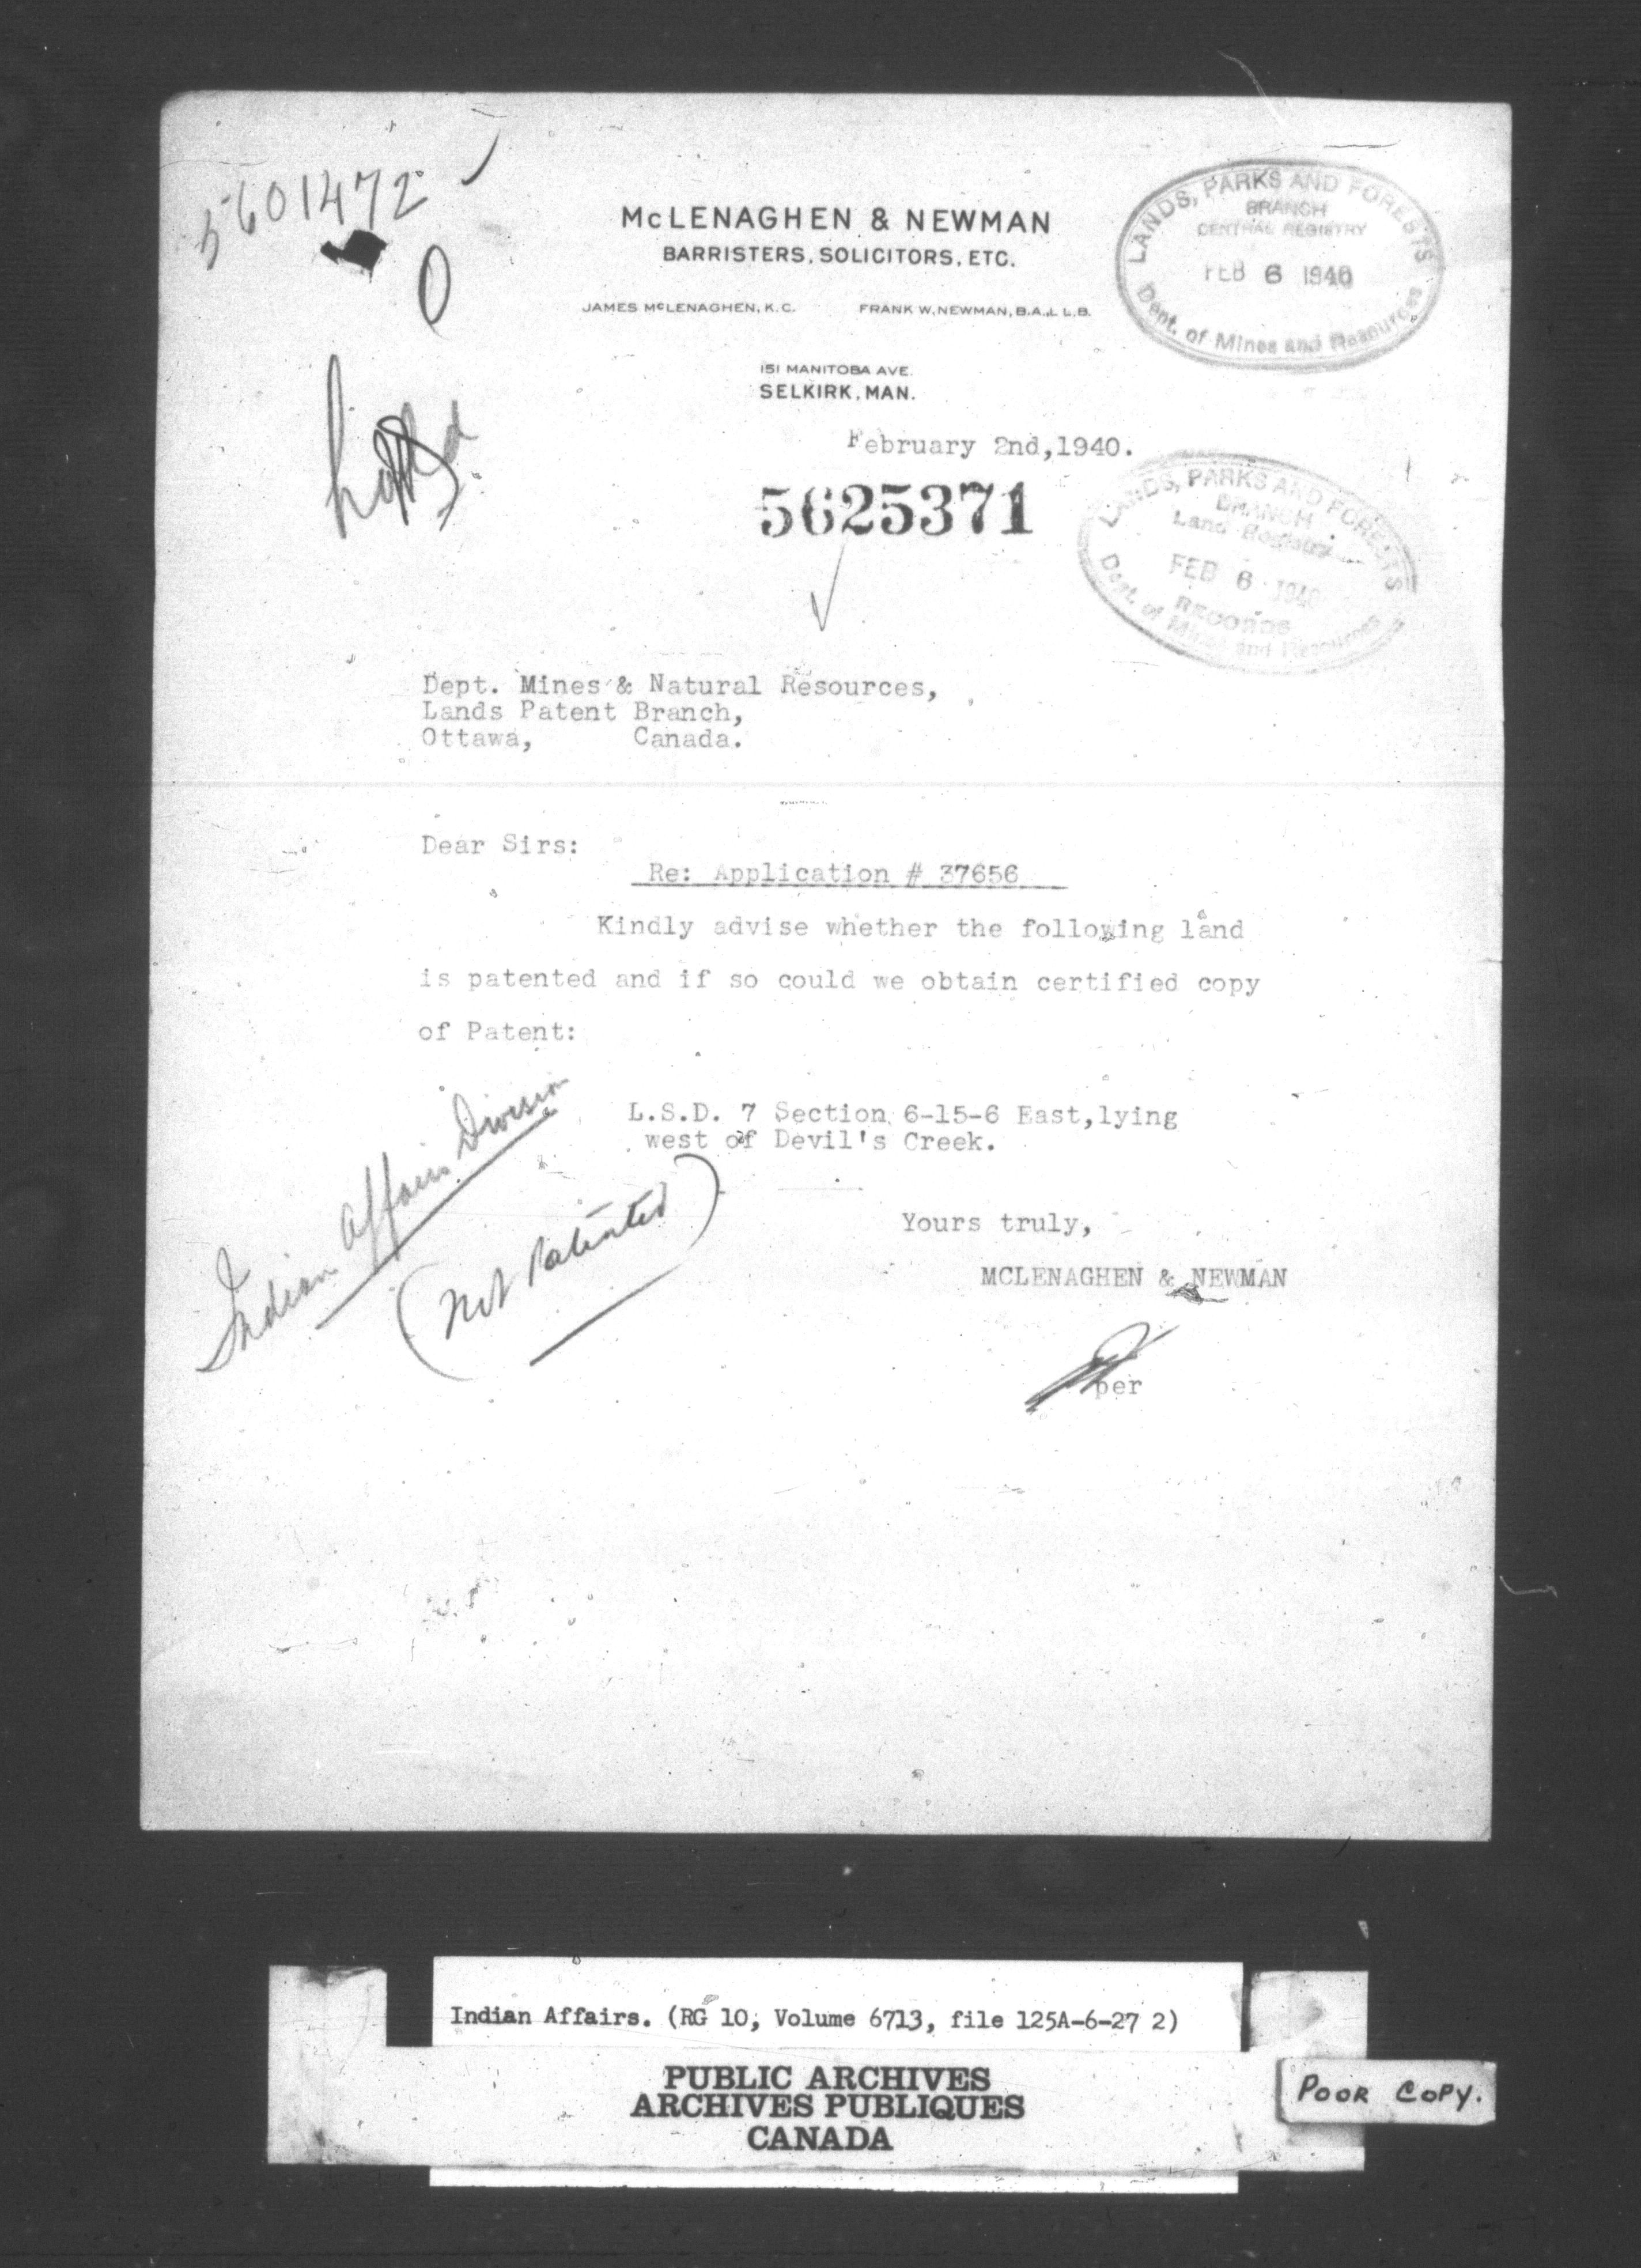 5601472
0
McLENAGHEN & NEWMAN
BARRISTERS, SOLICITORS, ETC.
JAMES McLENAGHEN, K.C. FRANK W. NEWMAN, B.A., L L.B.
151 MANITOBA AVE.
SELKIRK, MAN.
LANDS, PARKS AND FORESTS
BRANCH
CENTRAL REGISTRY
FEB 6 1940
Dept. of Mines and Resources
February 2nd,1940.
5625371
LANDS, PARKS AND FORESTS
BRANCH
Land Registry
FEB 6 1940
RECORDS
Dept. of Mines and Resources
Dept. Mines & Natural Resources,
Lands Patent Branch,
Ottawa, Canada.
Dear Sirs:
Re: Application # 37656
Kindly advise whether the following land
is patented and if so could we obtain certified copy
of Patent:
L.S.D. 7 Section 6-15-6 East,lying
west of Devil's Creek.
Indian Affairs Division
(Not Patented)
Yours truly,
MCLENAGHEN & NEWMAN
per
Indian Affairs. (RG 10, Volume 6713, file 125A-6-27 2)
PUBLIC ARCHIVES
ARCHIVES PUBLIQUES
CANADA
POOR COPY.